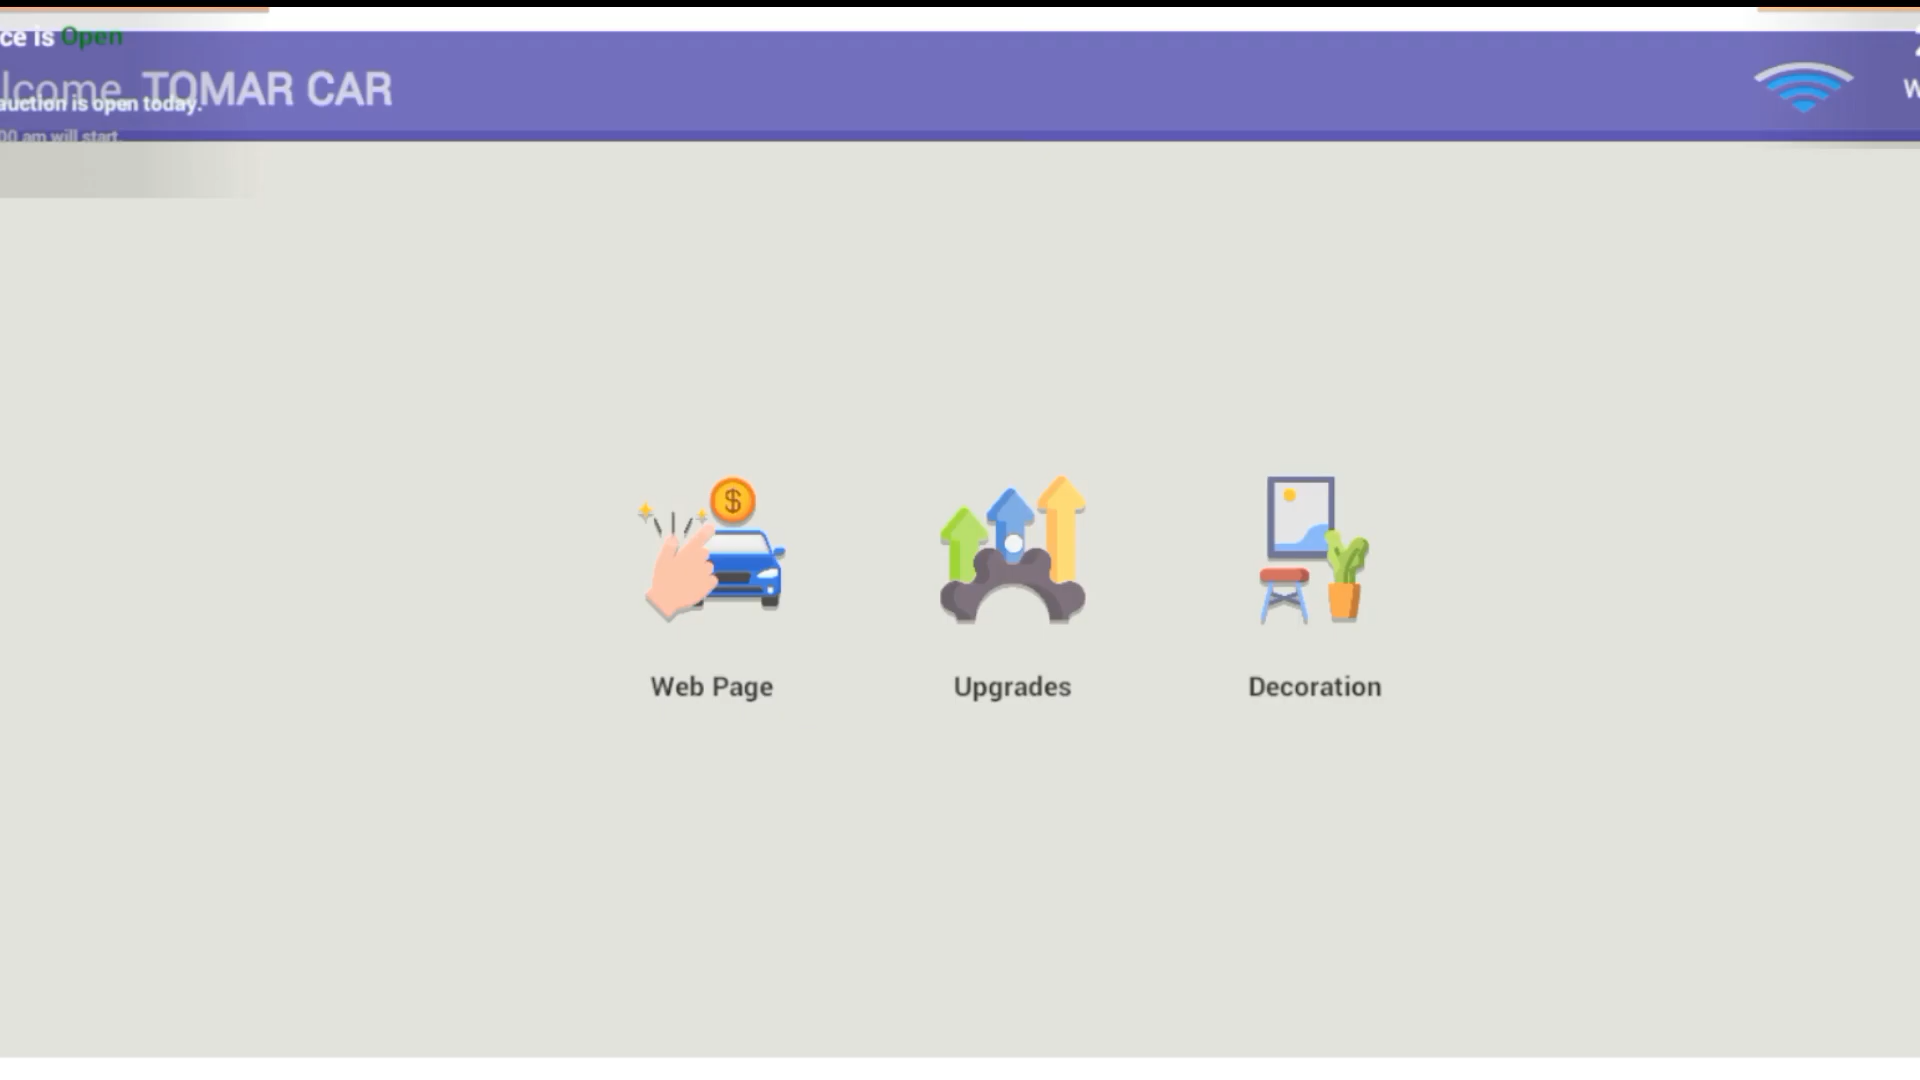 ce is Open
lcome, TOMAR CAR
auction is open today.
00 am will start
$
Web Page
Upgrades
Decoration